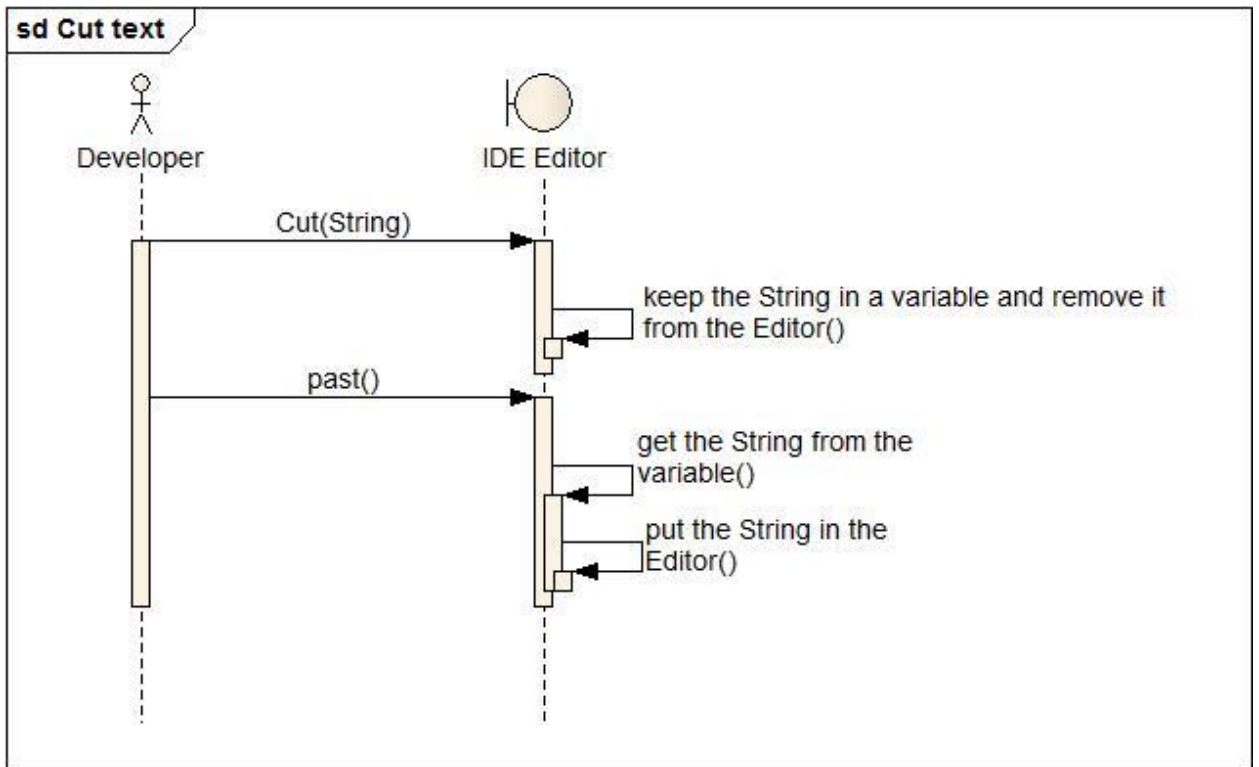 sd Cut text
Developer
IDE Editor
Cut(String)
keep the String in a variable and remove it
from the Editor()
past()
get the String from the
variable()
put the String in the
Editor()